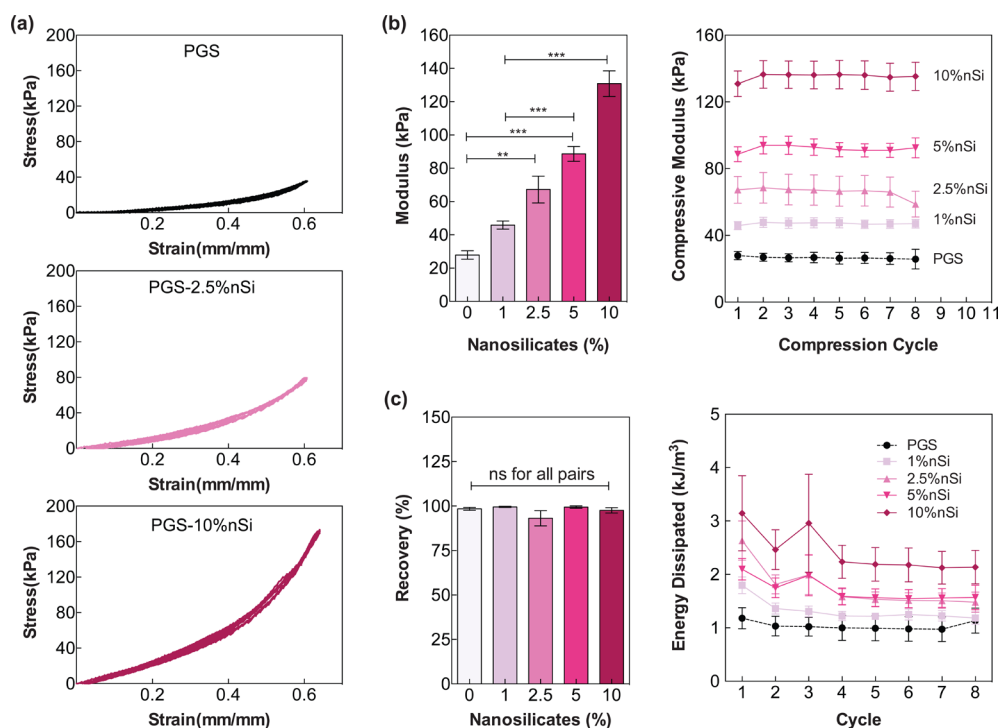 (a)
PGS
Stress(kPa)
200
160
120
80
40
0
0.2 0.4 0.6
Strain(mm/mm)
PGS-2.5%nSi
Stress(kPa)
200
160
120
80
40
0
0.2 0.4 0.6
Strain(mm/mm)
PGS-10%nSi
Stress(kPa)
200
160
120
80
40
0
0.2 0.4 0.6
Strain(mm/mm)
(b)
Modulus (kPa)
160
140
120
100
80
60
40
20
0
***
***
***
**
0 1 2.5 5 10
Nanosilicates (%)
Compressive Modulus (kPa)
160
120
80
40
0
10%nSi
5%nSi
2.5%nSi
1%nSi
PGS
1 2 3 4 5 6 7 8 9 10 11
Compression Cycle
(c)
Recovery (%)
150
125
100
75
50
25
0
ns for all pairs
0 1 2.5 5 10
Nanosilicates (%)
Energy Dissipated (kJ/m³)
5
4
3
2
1
0
PGS
1%nSi
2.5%nSi
5%nSi
10%nSi
1 2 3 4 5 6 7 8
Cycle